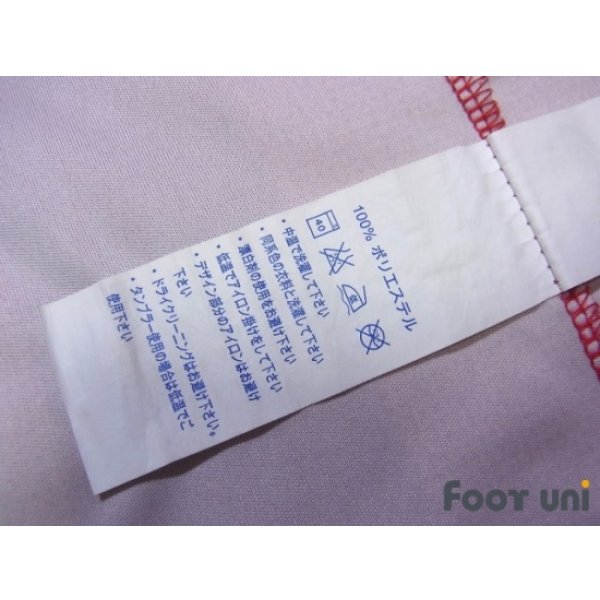 100% ポリエステル
40 低
・中温で洗濯して下さい
・同系色の衣料と洗濯して下さい
・漂白剤の使用をお避け下さい
・低温でアイロン掛けをして下さい
・デザイン部分のアイロンはお避け
下さい
・ドライクリーニングはお避け下さい。
・タンブラー使用の場合は低温でご
使用下さい
Foot uni